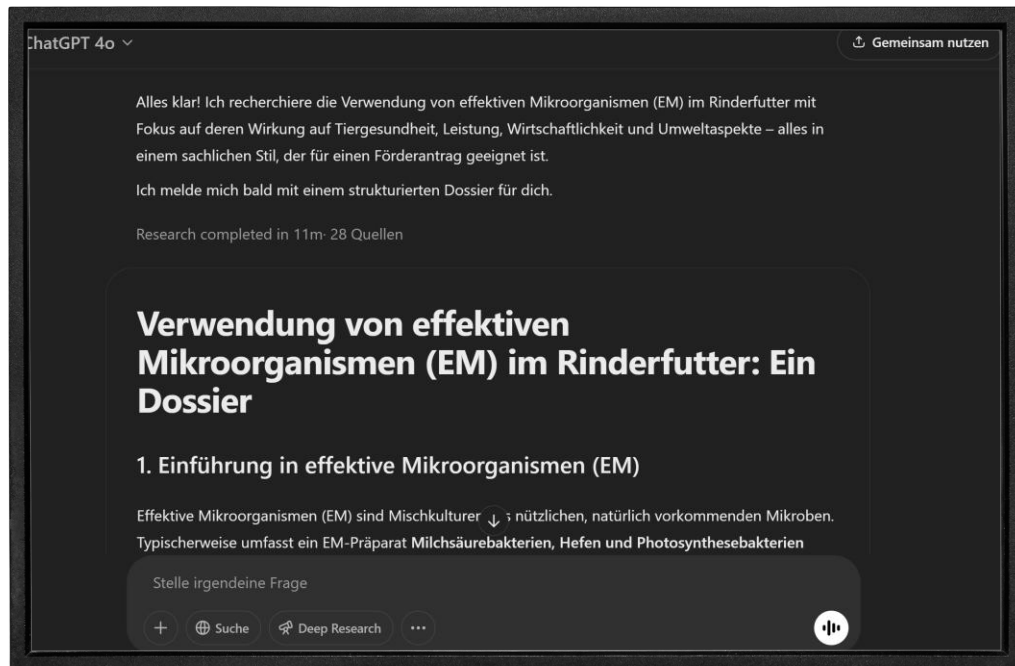 ChatGPT 4o
Gemeinsam nutzen
Alles klar! Ich recherchiere die Verwendung von effektiven Mikroorganismen (EM) im Rinderfutter mit
Fokus auf deren Wirkung auf Tiergesundheit, Leistung, Wirtschaftlichkeit und Umweltaspekte – alles in
einem sachlichen Stil, der für einen Förderantrag geeignet ist.
Ich melde mich bald mit einem strukturierten Dossier für dich.
Research completed in 11m· 28 Quellen
Verwendung von effektiven
Mikroorganismen (EM) im Rinderfutter: Ein
Dossier
1. Einführung in effektive Mikroorganismen (EM)
Effektive Mikroorganismen (EM) sind Mischkulturen nützlichen, natürlich vorkommenden Mikroben.
Typischerweise umfasst ein EM-Präparat Milchsäurebakterien, Hefen und Photosynthesebakterien
Stelle irgendeine Frage
Suche
Deep Research